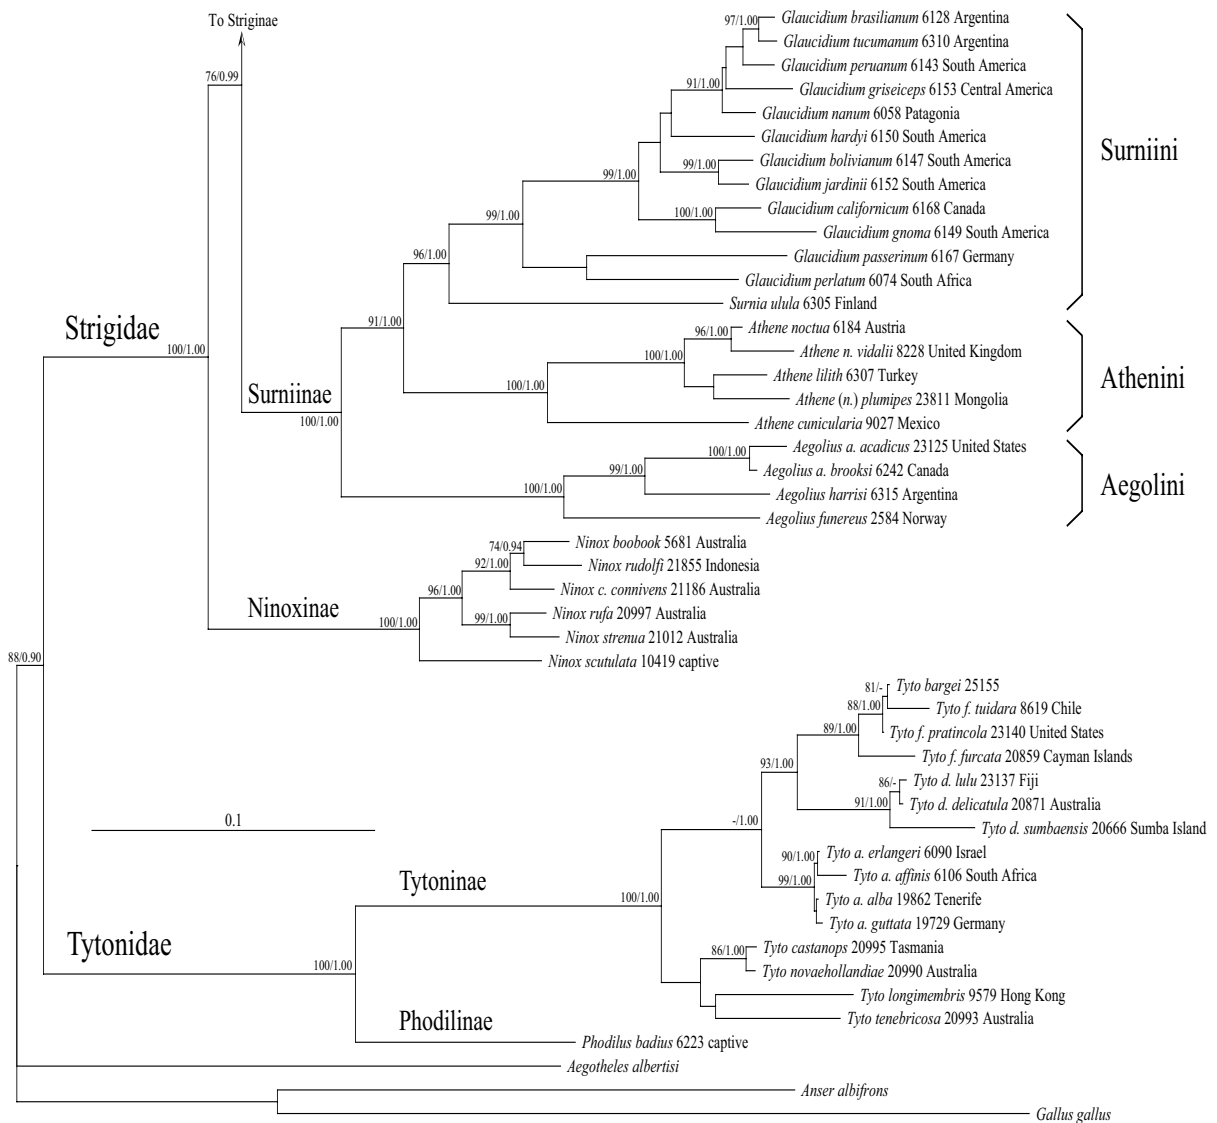 To Striginae
97/1.00
Glaucidium brasilianum 6128 Argentina
Glaucidium tucumanum 6310 Argentina
76/0.99
Glaucidium peruanum 6143 South America
91/1.00
Glaucidium griseiceps 6153 Central America
Glaucidium nanum 6058 Patagonia
Glaucidium hardyi 6150 South America
Surniini
99/1.00
Glaucidium bolivianum 6147 South America
99/1.00
Glaucidium jardinii 6152 South America
100/1.00
Glaucidium californicum 6168 Canada
99/1.00
Glaucidium gnoma 6149 South America
96/1.00
Glaucidium passerinum 6167 Germany
Glaucidium perlatum 6074 South Africa
Surnia ulula 6305 Finland
Strigidae
91/1.00
96/1.00
Athene noctua 6184 Austria
100/1.00
100/1.00
Athene n. vidalii 8228 United Kingdom
Athene lilith 6307 Turkey
Athenini
Surniinae
100/1.00
Athene (n.) plumipes 23811 Mongolia
100/1.00
Athene cunicularia 9027 Mexico
100/1.00
Aegolius a. acadicus 23125 United States
99/1.00
Aegolius a. brooksi 6242 Canada
Aegolini
100/1.00
Aegolius harrisi 6315 Argentina
Aegolius funereus 2584 Norway
74/0.94
Ninox boobook 5681 Australia
92/1.00
Ninox rudolfi 21855 Indonesia
96/1.00
Ninox c. connivens 21186 Australia
Ninoxinae
100/1.00
99/1.00
Ninox rufa 20997 Australia
Ninox strenua 21012 Australia
88/0.90
Ninox scutulata 10419 captive
81/-
Tyto bargei 25155
88/1.00
Tyto f. tuidara 8619 Chile
89/1.00
Tyto f. pratincola 23140 United States
Tyto f. furcata 20859 Cayman Islands
93/1.00
86/-
Tyto d. lulu 23137 Fiji
91/1.00
Tyto d. delicatula 20871 Australia
0.1
-/1.00
Tyto d. sumbaensis 20666 Sumba Island
90/1.00
Tyto a. erlangeri 6090 Israel
Tytoninae
99/1.00
Tyto a. affinis 6106 South Africa
100/1.00
Tyto a. alba 19862 Tenerife
Tyto a. guttata 19729 Germany
Tytonidae
86/1.00
Tyto castanops 20995 Tasmania
100/1.00
Tyto novaehollandiae 20990 Australia
Tyto longimembris 9579 Hong Kong
Phodilinae
Tyto tenebricosa 20993 Australia
Phodilus badius 6223 captive
Aegotheles albertisi
Anser albifrons
Gallus gallus